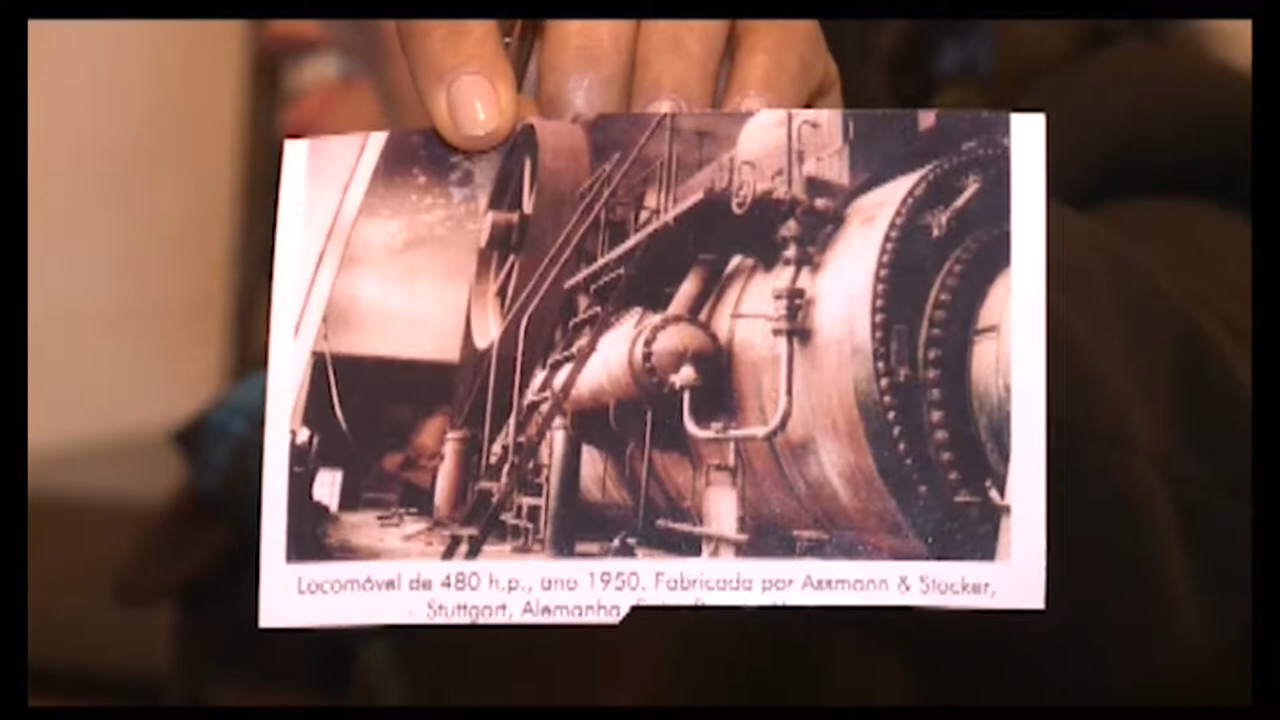 Locomóvel de 480 h.p., ano 1950. Fabricada por Assmann & Stocker,
Stuttgart, Alemanha